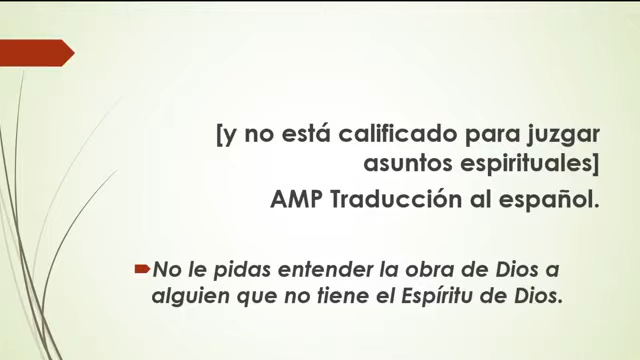 [y no está calificado para juzgar
asuntos espirituales]
AMP Traducción al español.
No le pidas entender la obra de Dios a
alguien que no tiene el Espíritu de Dios.